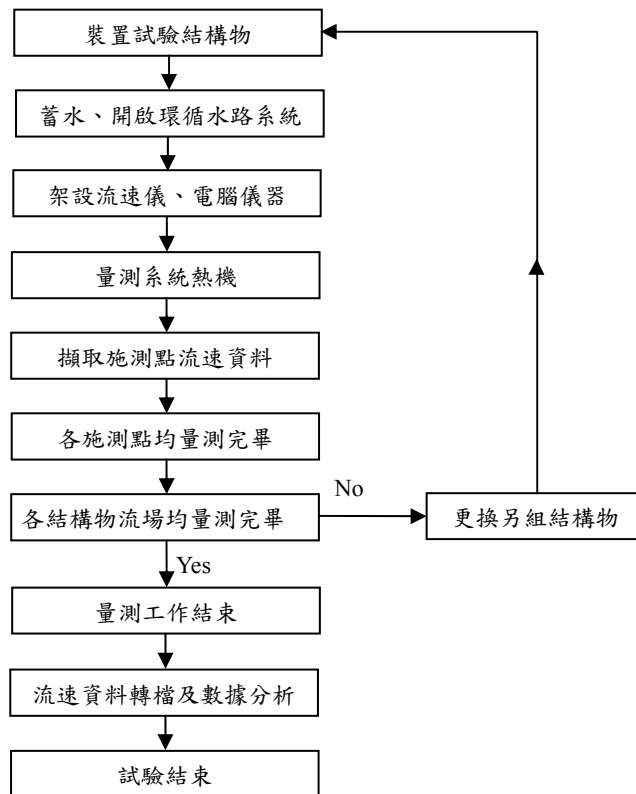 裝置試驗結構物
蓄水、開啟環循水路系統
架設流速儀、電腦儀器
量測系統熱機
擷取施測點流速資料
各施測點均量測完畢
各結構物流場均量測完畢
No
更換另組結構物
Yes
量測工作結束
流速資料轉檔及數據分析
試驗結束